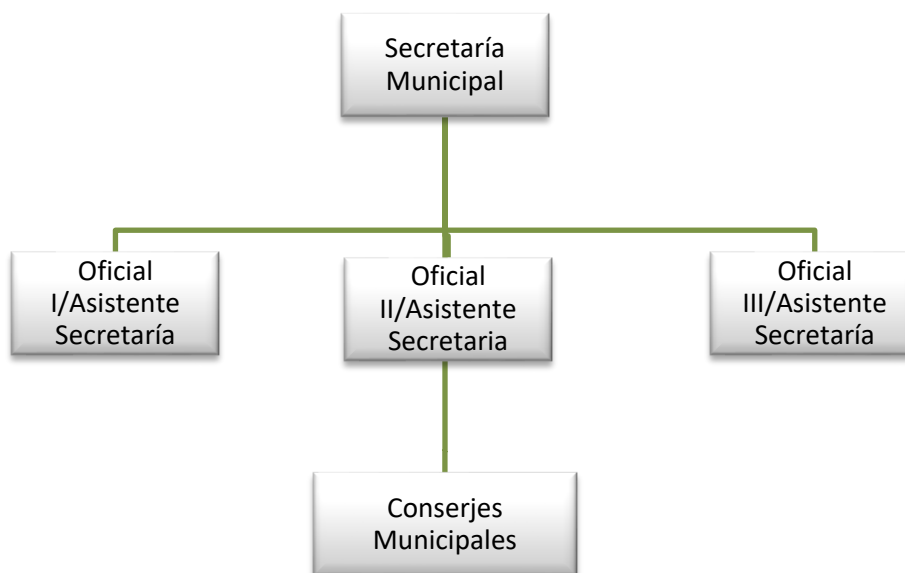 Secretaría
Municipal
Oficial
I/Asistente
Secretaría
Oficial
II/Asistente
Secretaria
Oficial
III/Asistente
Secretaría
Conserjes
Municipales